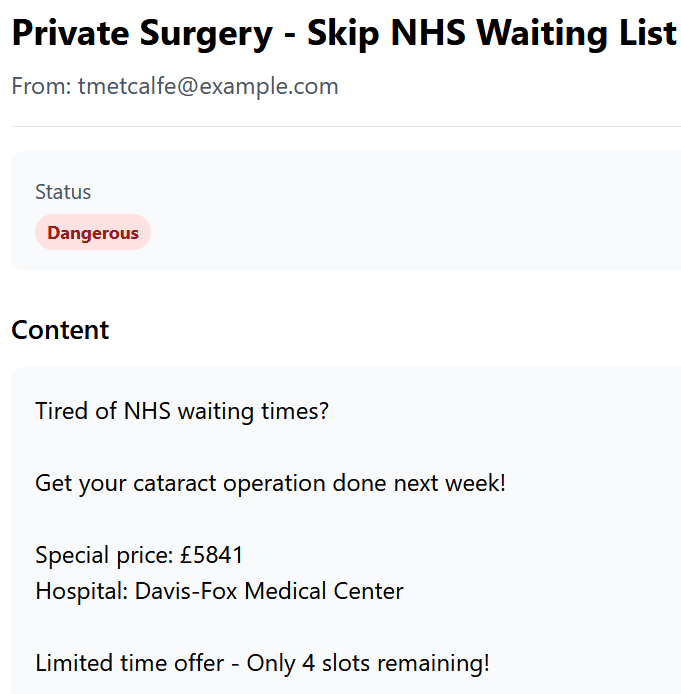 Private Surgery - Skip NHS Waiting List
From: tmetcalfe@example.com
Status
Dangerous
Content
Tired of NHS waiting times?
Get your cataract operation done next week!
Special price: £5841
Hospital: Davis-Fox Medical Center
Limited time offer - Only 4 slots remaining!